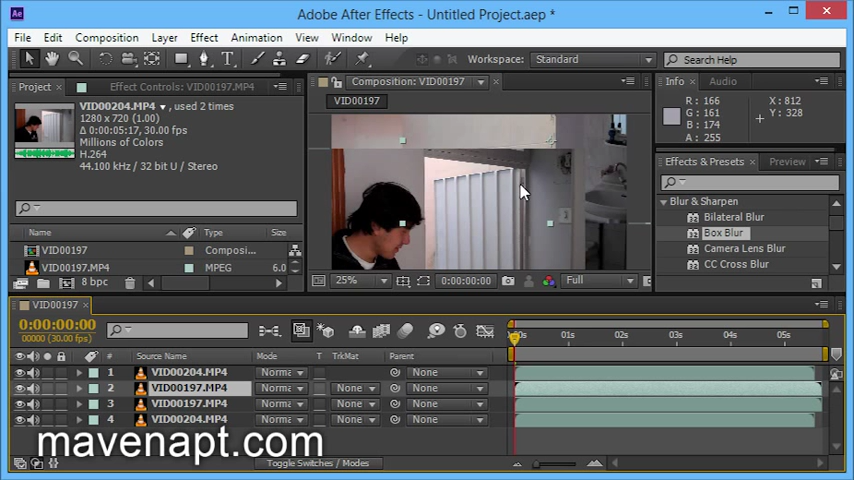 Ae Adobe After Effects - Untitled Project.aep *
File Edit Composition Layer Effect Animation View Window Help
Workspace: Standard Search Help
Project Effect Controls: VID00197.MP4
VID00204.MP4 , used 2 times
1280 x 720 (1.00)
Δ 0:00:05:17, 30.00 fps
Millions of Colors
H.264
44.100 kHz / 32 bit U / Stereo
Name Type Size
VID00197 Composi...
VID00197.MP4 MPEG 6.0
8 bpc
Composition: VID00197
VID00197
25% 0:00:00:00 Full
Info Audio
R: 166 X: 812
G: 161 Y: 328
B: 174
A: 255
Effects & Presets Preview
Blur & Sharpen
Bilateral Blur
Box Blur
Camera Lens Blur
CC Cross Blur
VID00197
0:00:00:00
00000 (30.00 fps)
01s 02s 03s 04s 05s
# Source Name Mode T TrkMat Parent
1 VID00204.MP4 Norma None
2 VID00197.MP4 Norma None None
3 VID00197.MP4 Norma None None
4 VID00204.MP4 Norma None None
mavenapt.com
Toggle Switches / Modes